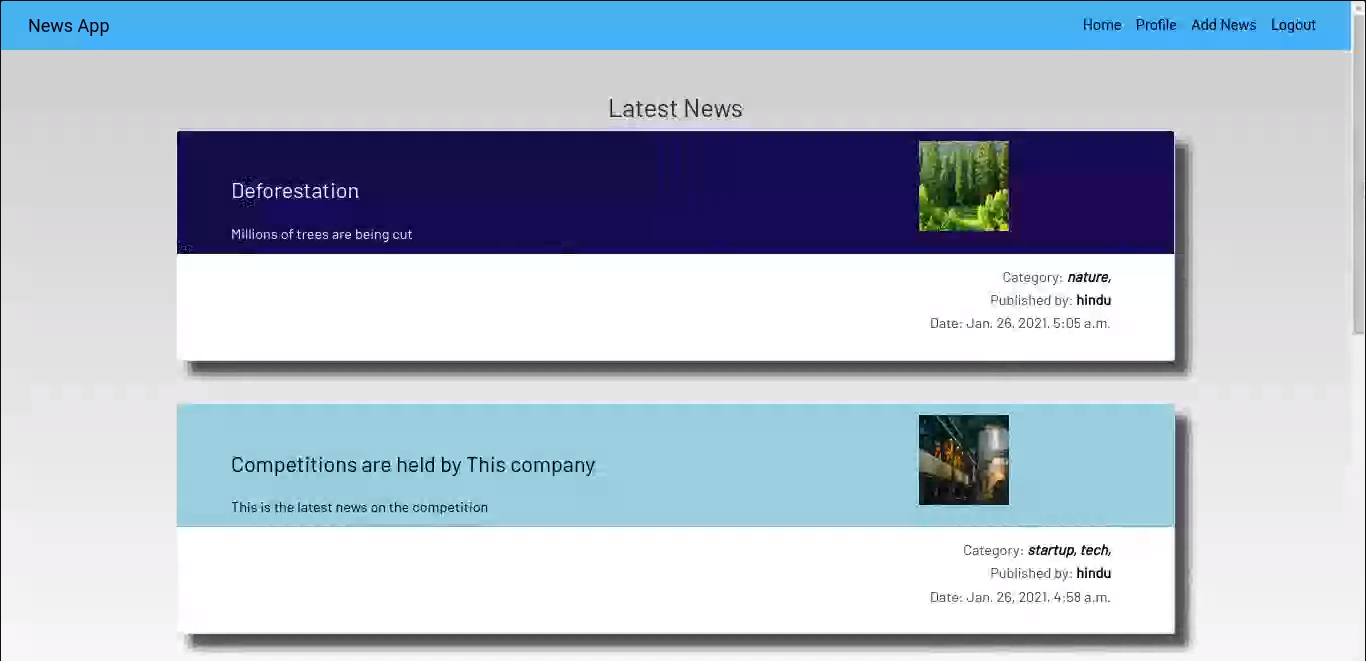 News App
Home Profile Add News Logout
Latest News
Deforestation
Millions of trees are being cut
Category: nature,
Published by: hindu
Date: Jan. 26, 2021, 5:05 a.m.
Competitions are held by This company
This is the latest news on the competition
Category: startup, tech,
Published by: hindu
Date: Jan. 26, 2021, 4:58 a.m.